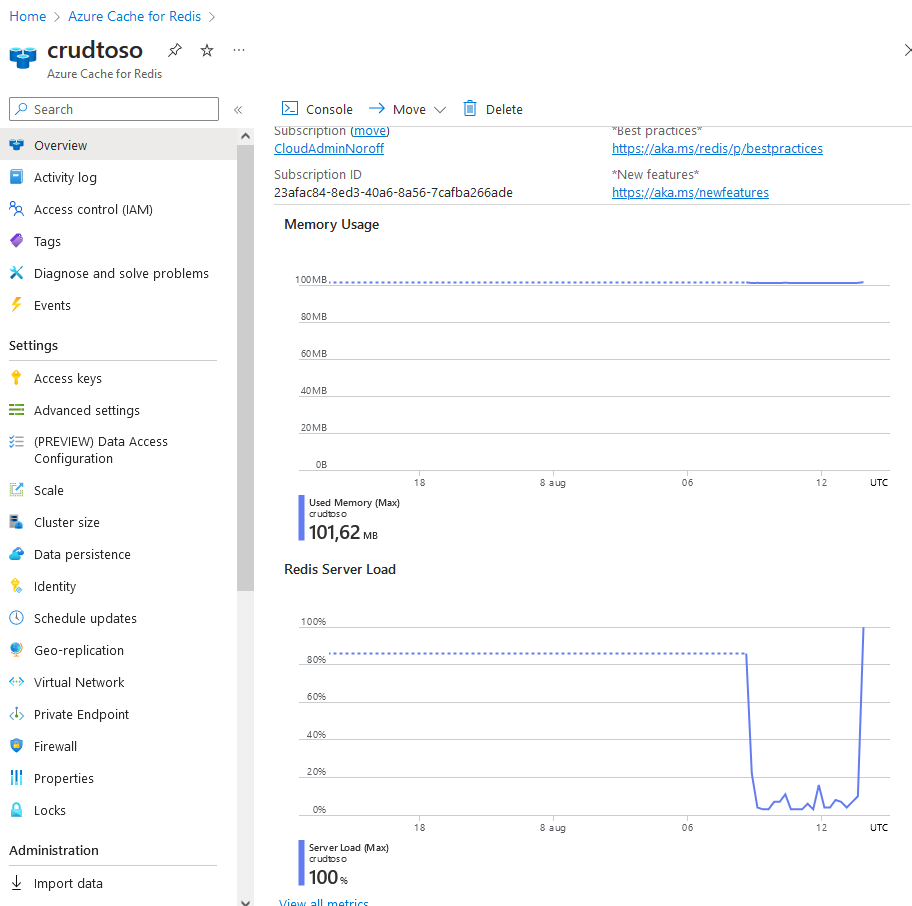 Home > Azure Cache for Redis >
crudtoso
Azure Cache for Redis
Search
Console
Move
Delete
Overview
Activity log
Access control (IAM)
Tags
Diagnose and solve problems
Events
Settings
Access keys
Advanced settings
(PREVIEW) Data Access
Configuration
Scale
Cluster size
Data persistence
Identity
Schedule updates
Geo-replication
Virtual Network
Private Endpoint
Firewall
Properties
Locks
Administration
Import data
Subscription (move)
CloudAdminNoroff
Subscription ID
23afac84-8ed3-40a6-8a56-7cafba266ade
*Best practices*
https://aka.ms/redis/p/bestpractices
*New features*
https://aka.ms/newfeatures
Memory Usage
100MB
80MB
60MB
40MB
20MB
0B
18 8 aug 06 12 UTC
Used Memory (Max)
crudtoso
101,62 MB
Redis Server Load
100%
80%
60%
40%
20%
0%
18 8 aug 06 12 UTC
Server Load (Max)
crudtoso
100 %
View all metrics